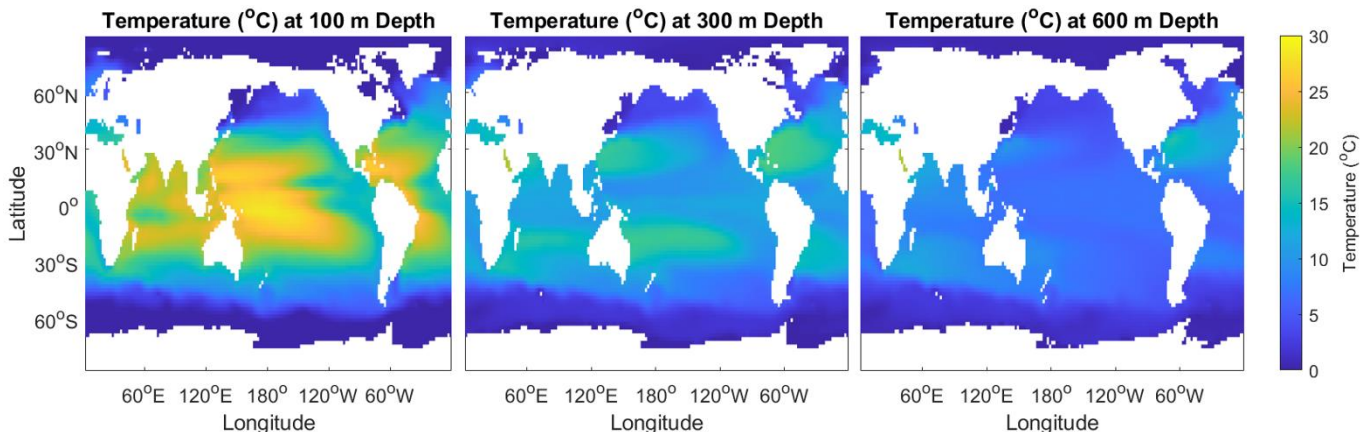 Temperature (°C) at 100 m Depth
Temperature (°C) at 300 m Depth
Temperature (°C) at 600 m Depth
Latitude
60°N
30°N
0°
30°S
60°S
60°E 120°E 180° 120°W 60°W
60°E 120°E 180° 120°W 60°W
60°E 120°E 180° 120°W 60°W
Longitude
Longitude
Longitude
30
25
20
15
10
5
0
Temperature (°C)